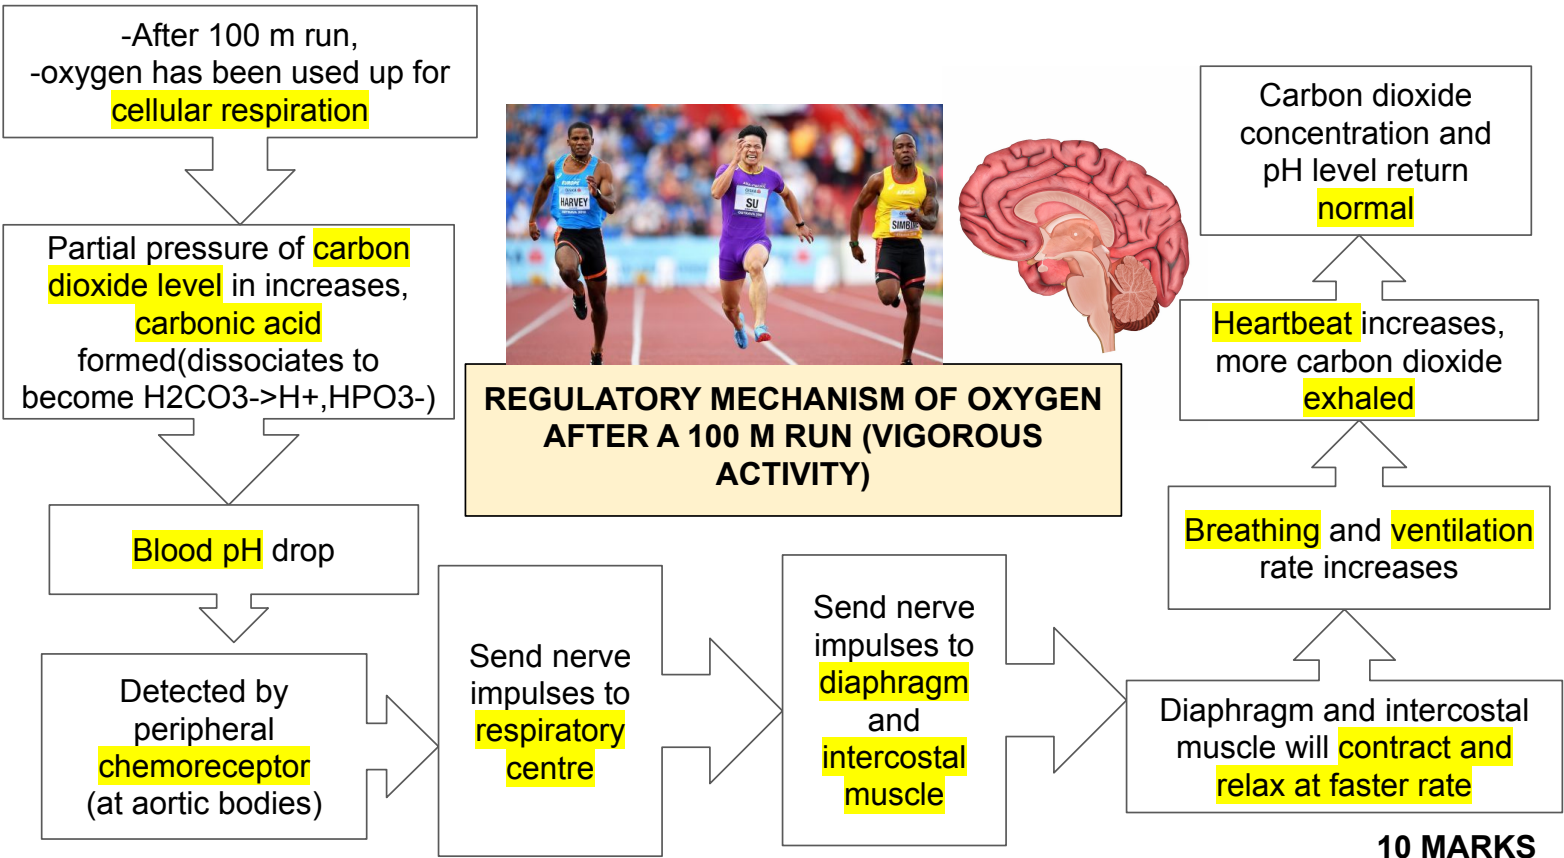 -After 100 m run,
-oxygen has been used up for
cellular respiration
Partial pressure of carbon
dioxide level in increases,
carbonic acid
formed(dissociates to
become H2CO3->H+,HPO3-)
Blood pH drop
Detected by
peripheral
chemoreceptor
(at aortic bodies)
Send nerve
impulses to
respiratory
centre
Send nerve
impulses to
diaphragm
and
intercostal
muscle
Diaphragm and intercostal
muscle will contract and
relax at faster rate
Breathing and ventilation
rate increases
Heartbeat increases,
more carbon dioxide
exhaled
Carbon dioxide
concentration and
pH level return
normal
HARVEY
SU
REGULATORY MECHANISM OF OXYGEN
AFTER A 100 M RUN (VIGOROUS
ACTIVITY)
10 MARKS